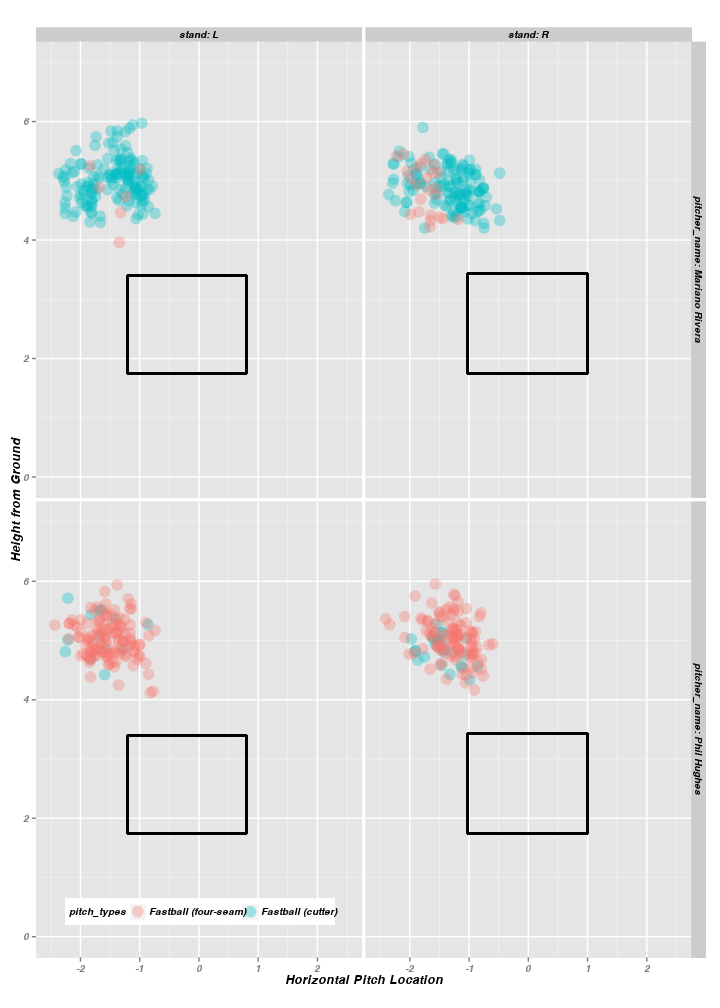 stand: L
stand: R
6
4
2
0
pitcher_name: Mariano Rivera
6
4
2
0
pitcher_name: Phil Hughes
Height from Ground
pitch_types Fastball (four-seam) Fastball (cutter)
-2 -1 0 1 2
-2 -1 0 1 2
Horizontal Pitch Location